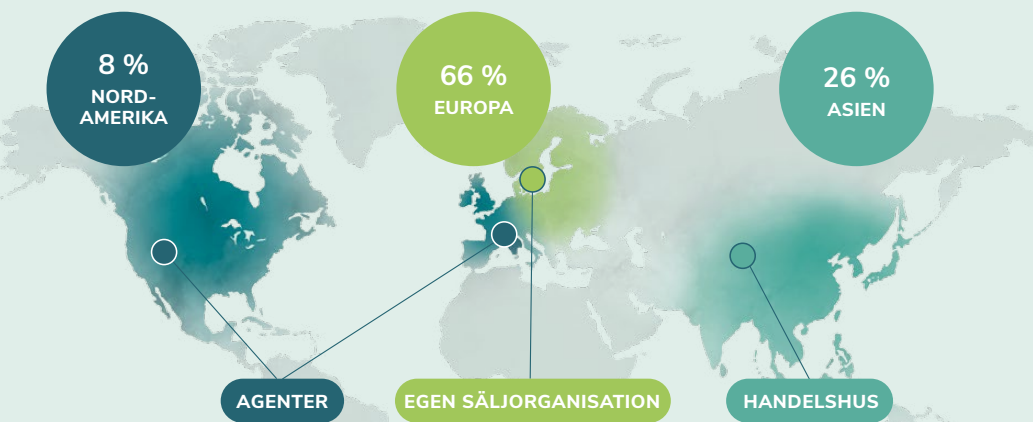 8 %
NORD-
AMERIKA
66 %
EUROPA
26 %
ASIEN
AGENTER
EGEN SÄLJORGANISATION
HANDELSHUS